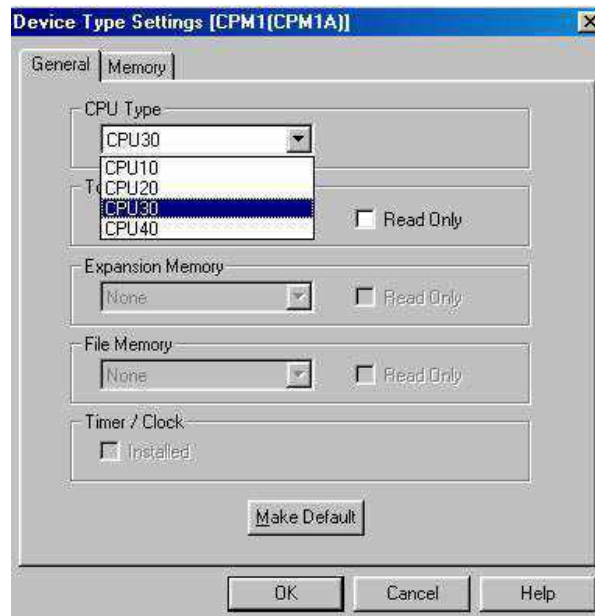 Device Type Settings [CPM1(CPM1A)]
General Memory
CPU Type
CPU30
CPU10
CPU20
CPU30
CPU40
Read Only
Expansion Memory
None Read Only
File Memory
None Read Only
Timer / Clock
Installed
Make Default
OK Cancel Help